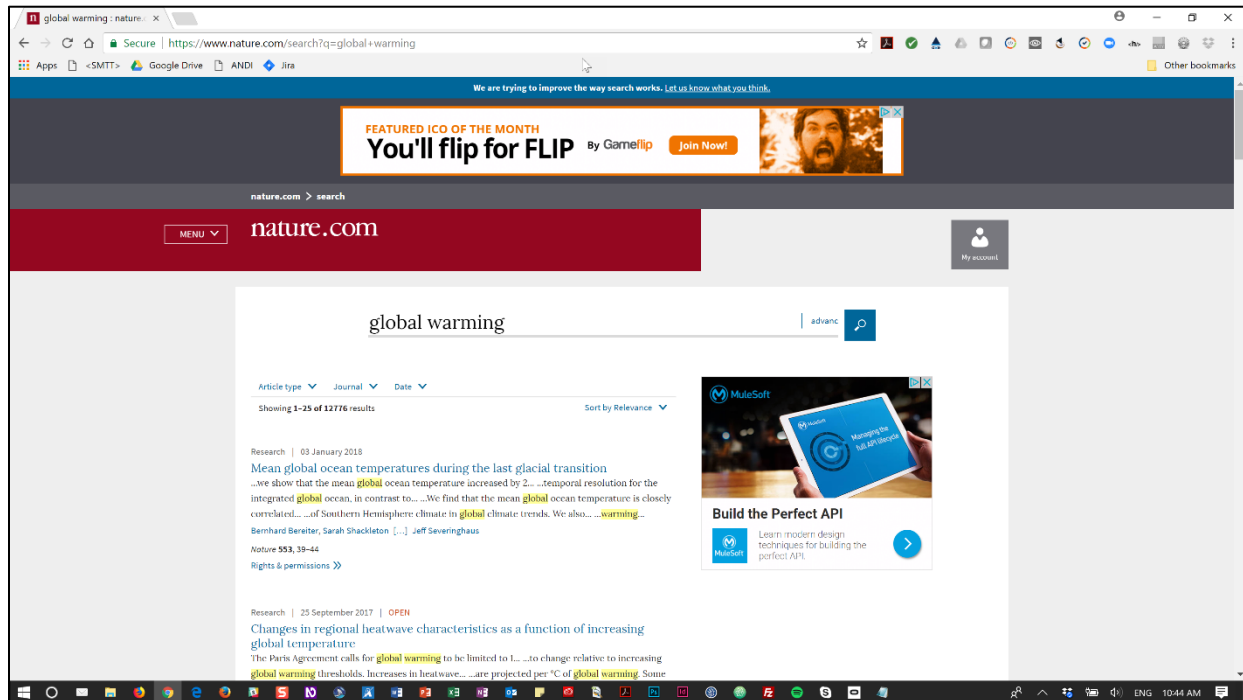 global warming : nature.
Secure | https://www.nature.com/search?q=global+warming
Apps <SMTT> Google Drive ANDI Jira Other bookmarks
We are trying to improve the way search works. Let us know what you think.
FEATURED ICO OF THE MONTH
You'll flip for FLIP By Gameflip Join Now!
nature.com > search
MENU nature.com
My account
global warming advanc
Article type Journal Date
Showing 1–25 of 12776 results Sort by Relevance
Research | 03 January 2018
Mean global ocean temperatures during the last glacial transition
...we show that the mean global ocean temperature increased by 2... ...temporal resolution for the
integrated global ocean, in contrast to... ...We find that the mean global ocean temperature is closely
correlated... ...of Southern Hemisphere climate in global climate trends. We also... ...warming...
Bernhard Bereiter, Sarah Shackleton [...] Jeff Severinghaus
Nature 553, 39–44
Rights & permissions
MuleSoft
MuleSoft
Managing the
full API lifecycle
Build the Perfect API
Learn modern design
techniques for building the
perfect API.
MuleSoft
Research | 25 September 2017 | OPEN
Changes in regional heatwave characteristics as a function of increasing
global temperature
The Paris Agreement calls for global warming to be limited to 1... ...to change relative to increasing
global warming thresholds. Increases in heatwave... ...are projected per °C of global warming. Some
ENG 10:44 AM